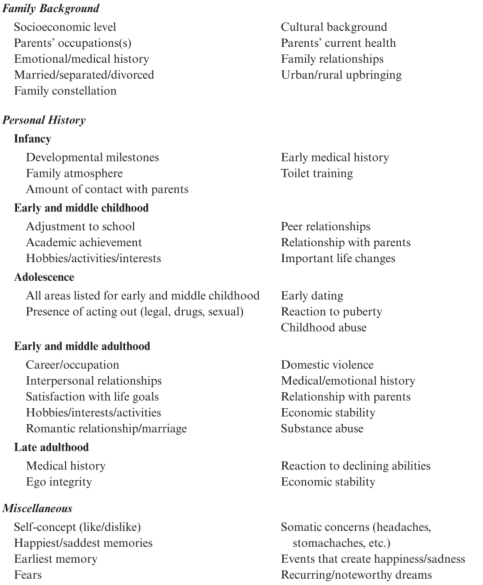 Family Background
Socioeconomic level
Parents' occupations(s)
Emotional/medical history
Married/separated/divorced
Family constellation
Cultural background
Parents' current health
Family relationships
Urban/rural upbringing
Personal History
Infancy
Developmental milestones
Family atmosphere
Amount of contact with parents
Early medical history
Toilet training
Early and middle childhood
Adjustment to school
Academic achievement
Hobbies/activities/interests
Peer relationships
Relationship with parents
Important life changes
Adolescence
All areas listed for early and middle childhood
Presence of acting out (legal, drugs, sexual)
Early dating
Reaction to puberty
Childhood abuse
Early and middle adulthood
Career/occupation
Interpersonal relationships
Satisfaction with life goals
Hobbies/interests/activities
Romantic relationship/marriage
Domestic violence
Medical/emotional history
Relationship with parents
Economic stability
Substance abuse
Late adulthood
Medical history
Ego integrity
Reaction to declining abilities
Economic stability
Miscellaneous
Self-concept (like/dislike)
Happiest/saddest memories
Earliest memory
Fears
Somatic concerns (headaches,
stomachaches, etc.)
Events that create happiness/sadness
Recurring/noteworthy dreams